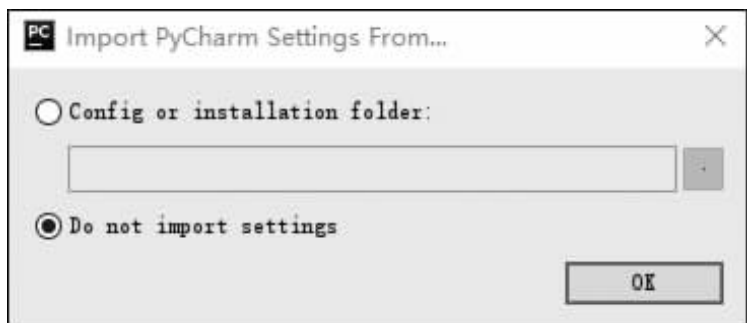 PC
Import PyCharm Settings From...
Config or installation folder:
Do not import settings
OK